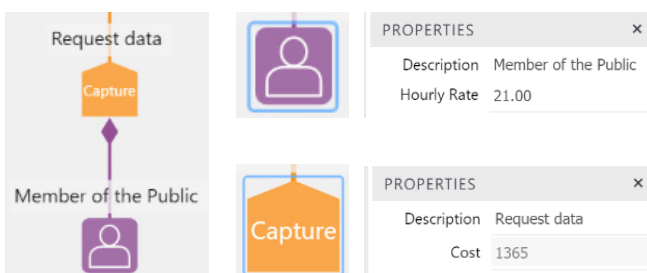 Request data
Capture
Member of the Public
PROPERTIES ×
Description Member of the Public
Hourly Rate 21.00
Capture
PROPERTIES ×
Description Request data
Cost 1365